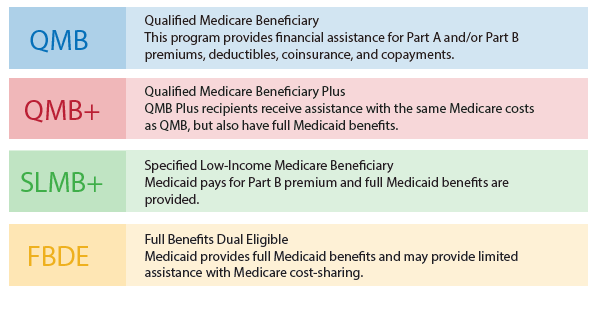 QMB
Qualified Medicare Beneficiary
This program provides financial assistance for Part A and/or Part B
premiums, deductibles, coinsurance, and copayments.
QMB+
Qualified Medicare Beneficiary Plus
QMB Plus recipients receive assistance with the same Medicare costs
as QMB, but also have full Medicaid benefits.
SLMB+
Specified Low-Income Medicare Beneficiary
Medicaid pays for Part B premium and full Medicaid benefits are
provided.
FBDE
Full Benefits Dual Eligible
Medicaid provides full Medicaid benefits and may provide limited
assistance with Medicare cost-sharing.